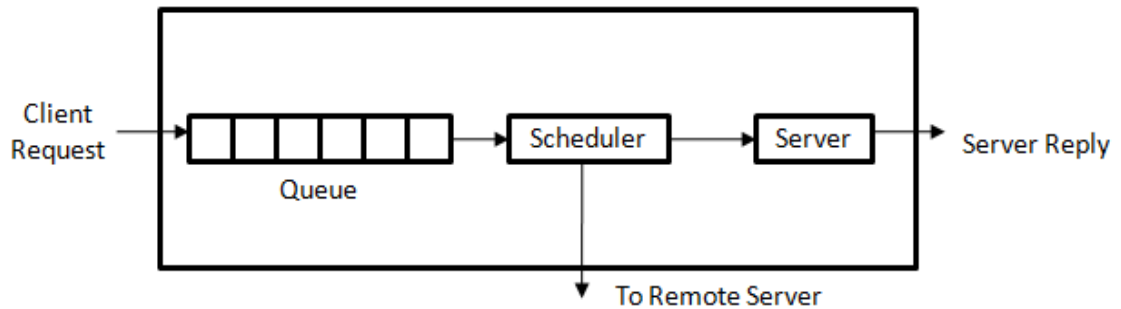 Client
Request
Queue
Scheduler
Server
Server Reply
To Remote Server